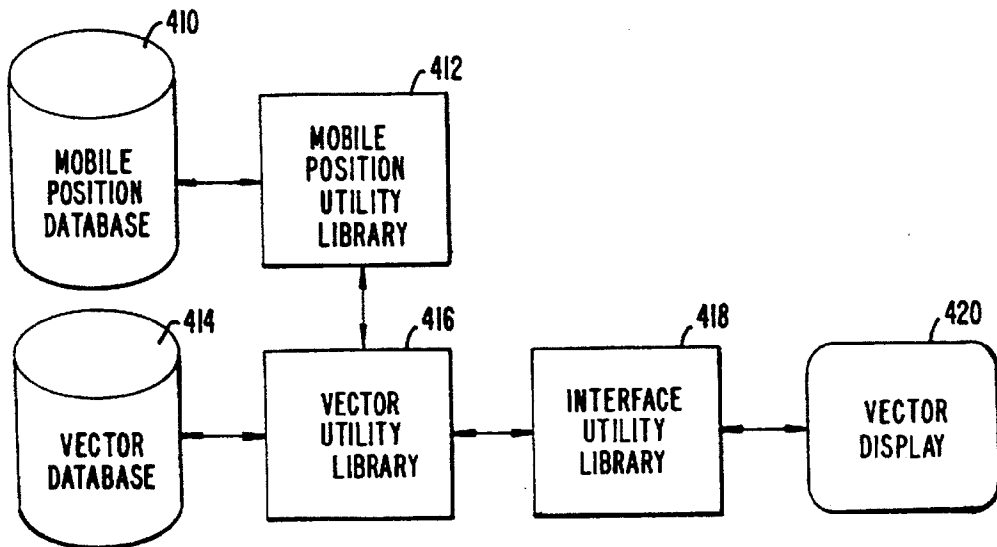 410
MOBILE
POSITION
DATABASE
412
MOBILE
POSITION
UTILITY
LIBRARY
414
VECTOR
DATABASE
416
VECTOR
UTILITY
LIBRARY
418
INTERFACE
UTILITY
LIBRARY
420
VECTOR
DISPLAY